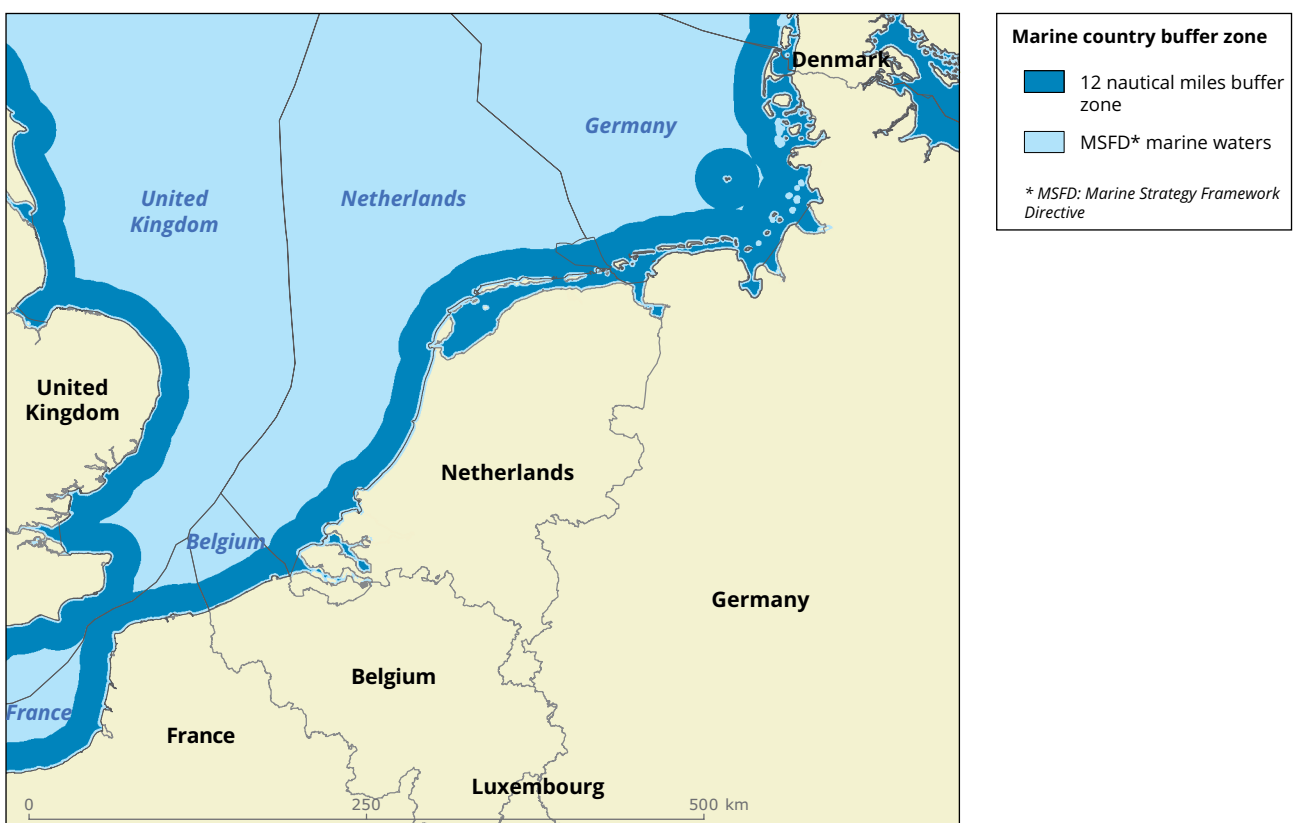 Denmark
Germany
United
Kingdom
Netherlands
United
Kingdom
Netherlands
Belgium
Germany
Belgium
France
France
Luxembourg
0 250 500 km
Marine country buffer zone
12 nautical miles buffer
zone
MSFD* marine waters
* MSFD: Marine Strategy Framework
Directive